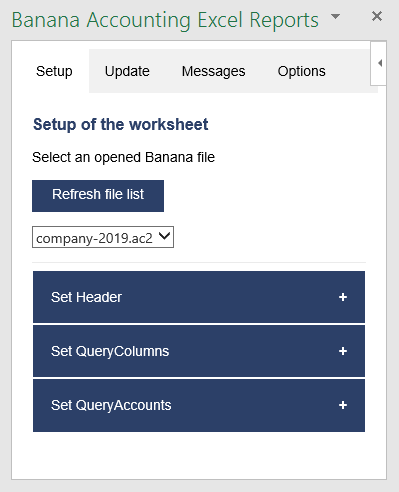 Banana Accounting Excel Reports
Setup Update Messages Options
Setup of the worksheet
Select an opened Banana file
Refresh file list
company-2019.ac2
Set Header +
Set QueryColumns +
Set QueryAccounts +